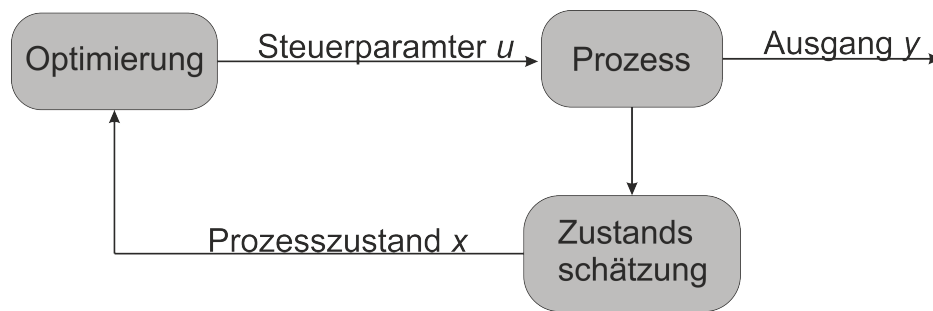 Optimierung
Steuerparamter u
Prozess
Ausgang y
Prozesszustand x
Zustands
schätzung